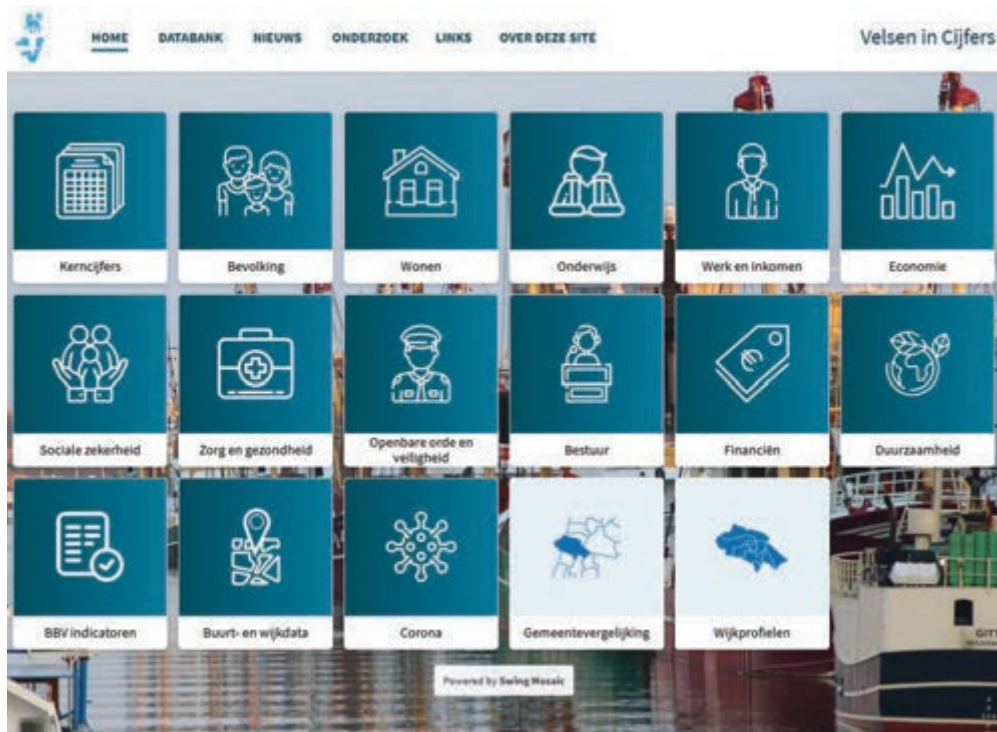 HOME DATABANK NIEUWS ONDERZOEK LINKS OVER DEZE SITE Velsen in Cijfers
Kerncijfers Bevolking Wonen Onderwijs Werk en inkomen Economie
Sociale zekerheid Zorg en gezondheid Openbare orde en veiligheid Bestuur Financiën Duurzaamheid
BBV indicatoren Buurt- en wijkdata Corona Gemeentevergelijking Wijkprofielen
Powered by Swing Mosaic